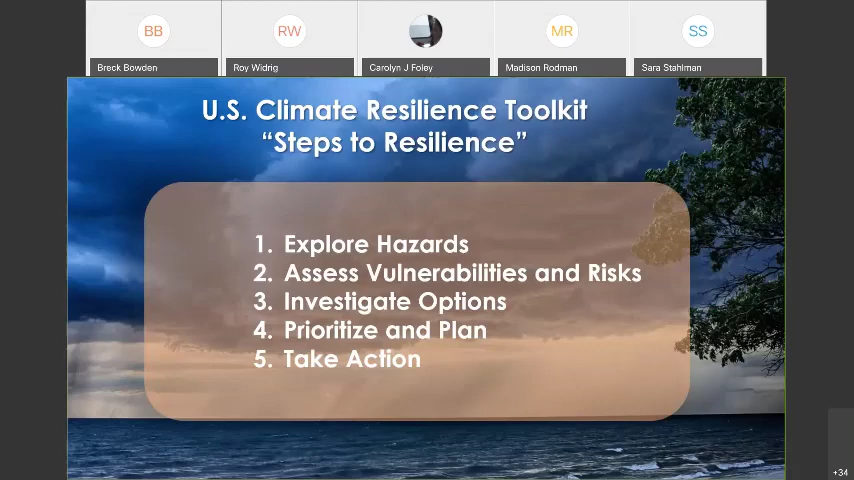 BB
RW
MR
SS
Breck Bowden
Roy Widrig
Carolyn J Foley
Madison Rodman
Sara Stahlman
U.S. Climate Resilience Toolkit
“Steps to Resilience”
1. Explore Hazards
2. Assess Vulnerabilities and Risks
3. Investigate Options
4. Prioritize and Plan
5. Take Action
+34